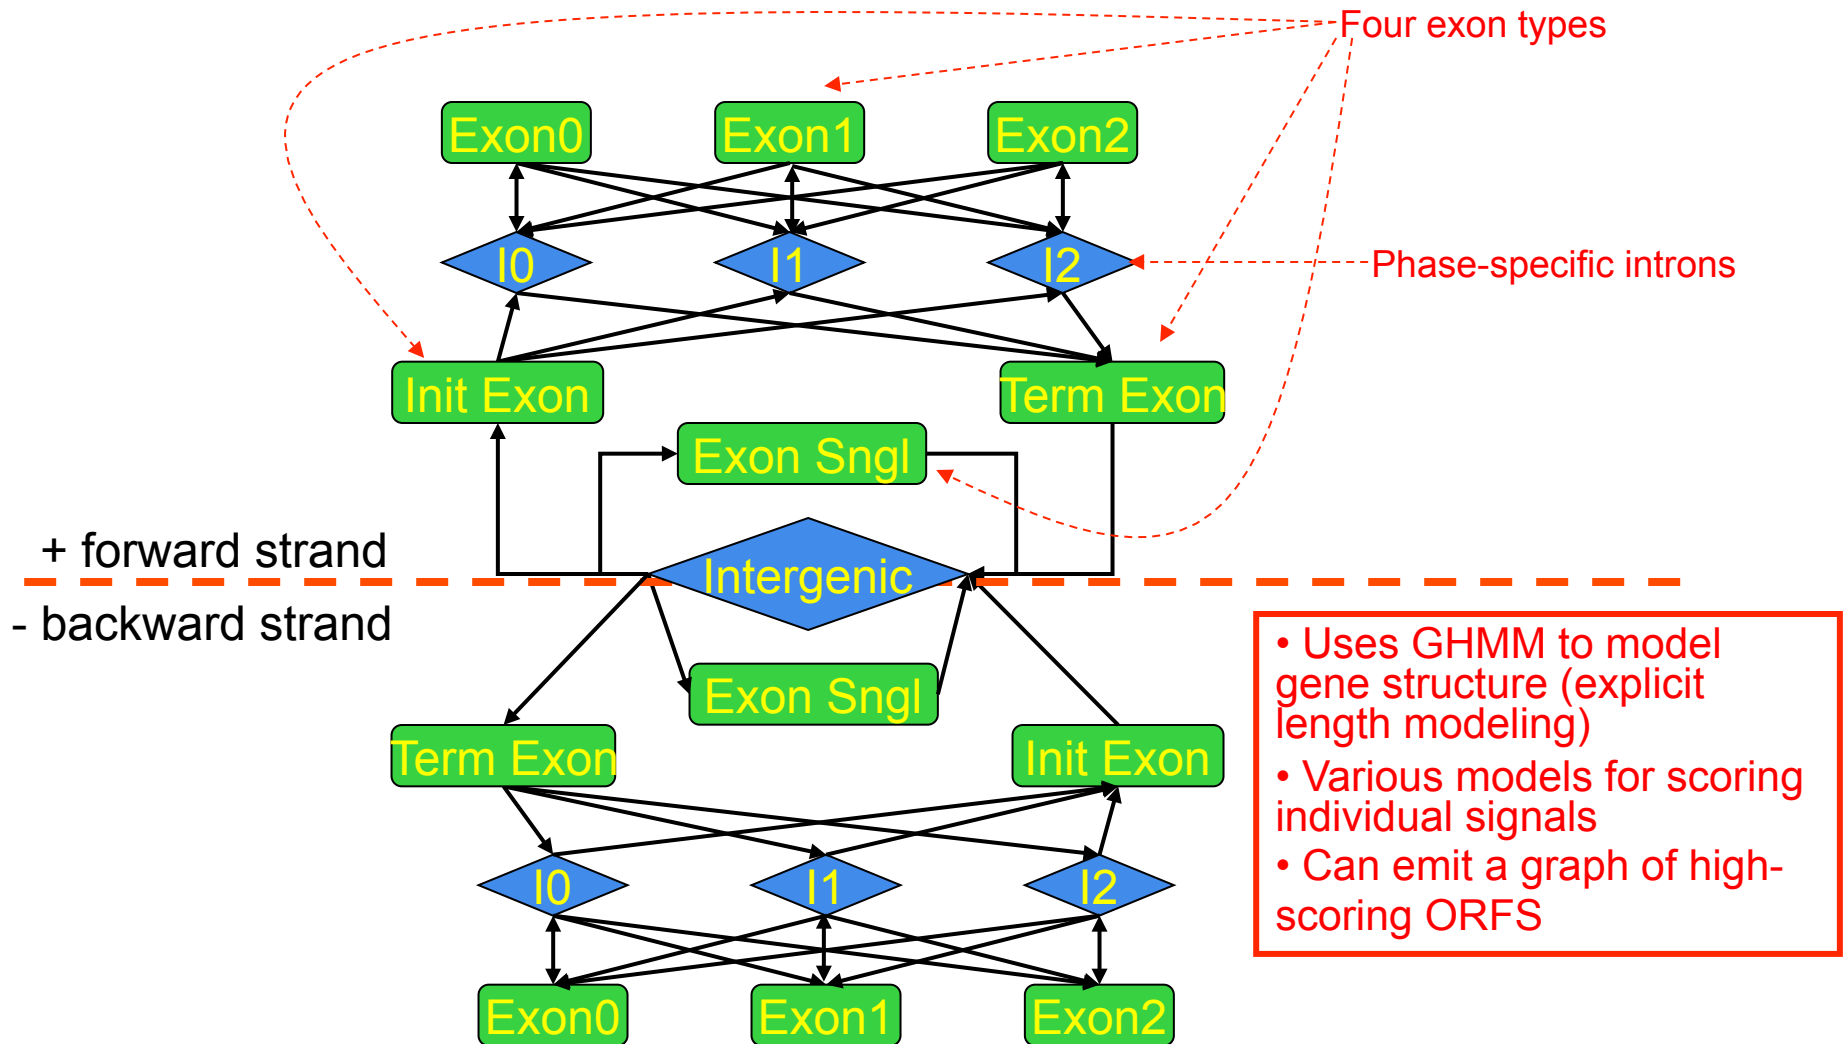 Four exon types
Exon0
Exon1
Exon2
I0
I1
I2
Phase-specific introns
Init Exon
Term Exon
Exon Sngl
+ forward strand
Intergenic
- backward strand
• Uses GHMM to model
gene structure (explicit
length modeling)
• Various models for scoring
individual signals
• Can emit a graph of high-
scoring ORFS
Exon Sngl
Term Exon
Init Exon
I0
I1
I2
Exon0
Exon1
Exon2